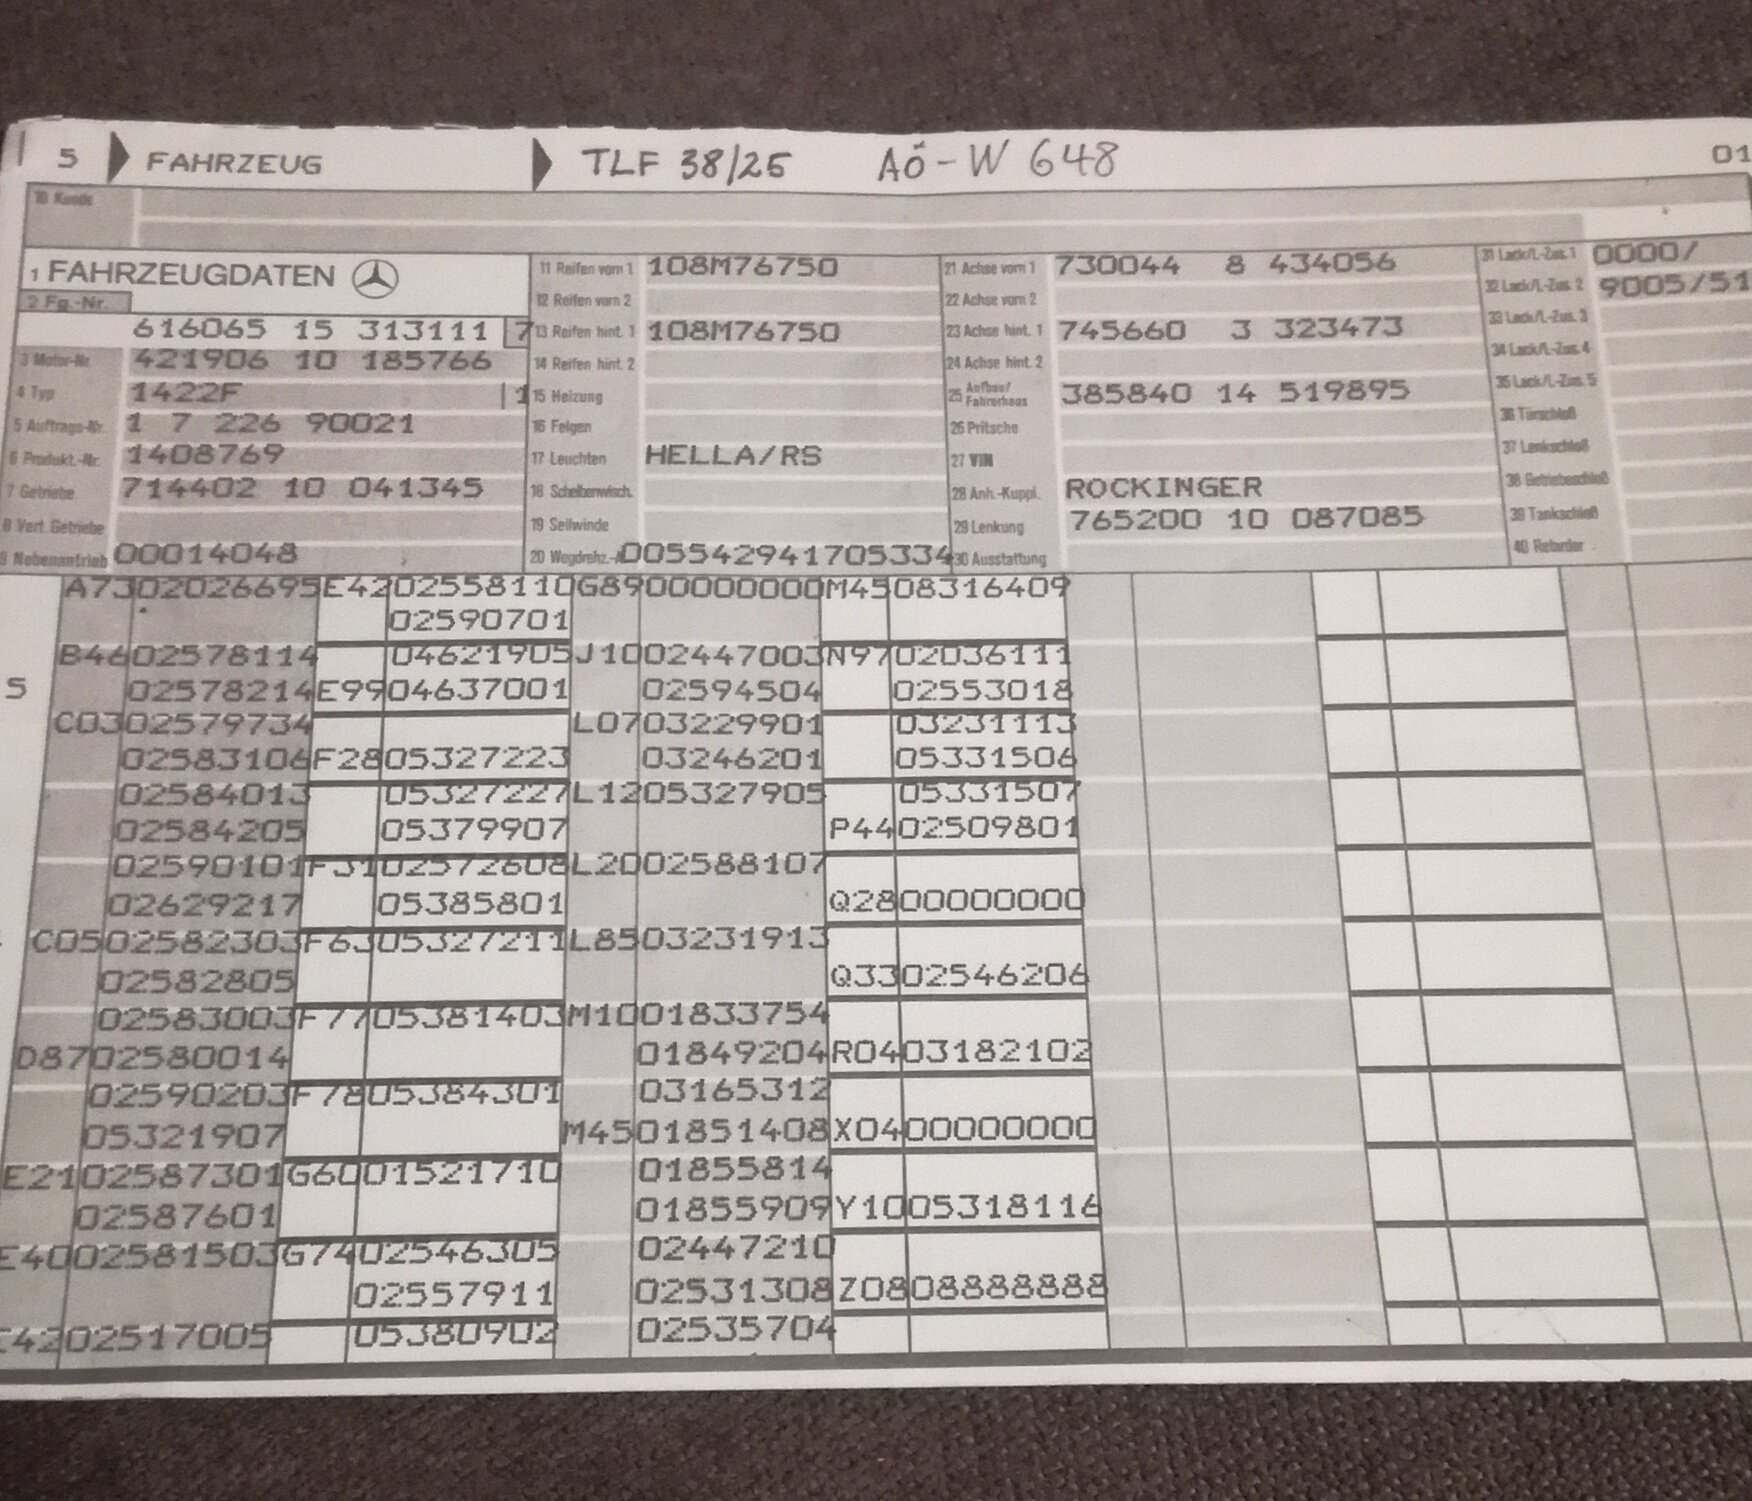 5 FAHRZEUG TLF 38/25 AÖ-W 648 01
10 Kunde
1 FAHRZEUGDATEN 11 Reifen vorn 1 108M76750 21 Achse vorn 1 730044 8 434056 31 Lack/L-Zus. 1 0000/
2 Fg.-Nr. 12 Reifen vorn 2 22 Achse vorn 2 32 Lack/L-Zus. 2 9005/51
616065 15 313111 7 13 Reifen hint. 1 108M76750 23 Achse hint. 1 745660 3 323473 33 Lack/L-Zus. 3
3 Motor-Nr. 421906 10 185766 14 Reifen hint. 2 24 Achse hint. 2 34 Lack/L-Zus. 4
4 Typ 1422F 1 15 Heizung 25 Aufbau/Fahrerhaus 385840 14 519895 35 Lack/L-Zus. 5
5 Auftrags-Nr. 1 7 226 90021 16 Felgen 26 Pritsche 36 Türschloß
6 Produkt.-Nr. 1408769 17 Leuchten HELLA/RS 27 VIN 37 Lenkschloß
7 Getriebe 714402 10 041345 18 Scheibenwisch. 28 Anh.-Kuppl. ROCKINGER 38 Getriebeschloß
8 Vert. Getriebe 19 Seilwinde 29 Lenkung 765200 10 087085 39 Tankschloß
9 Nebenantrieb 00014048 20 Wegdrehz.- 005542941705334 30 Ausstattung 40 Retarder
A7302026695 E4202558110 G8900000000 M4508316409
02590701
B4602578114 04621905 J1002447003 N9702036111
5 02578214 E9904637001 02594504 02553018
C0302579734 L0703229901 03231113
02583106 F2805327223 03246201 05331506
02584013 05327227 L1205327905 05331507
02584205 05379907 P4402509801
02590101 F3102572608 L2002588107
02629217 05385801 Q2800000000
C0502582303 F6305327211 L8503231913
02582805 Q3302546206
02583003 F7705381403 M1001833754
D8702580014 01849204 R0403182102
02590203 F7805384301 03165312
05321907 M4501851408 X0400000000
E2102587301 G6001521710 01855814
02587601 01855909 Y1005318116
E4002581503 G7402546305 02447210
02557911 02531308 Z0808888888
E4202517005 05380902 02535704